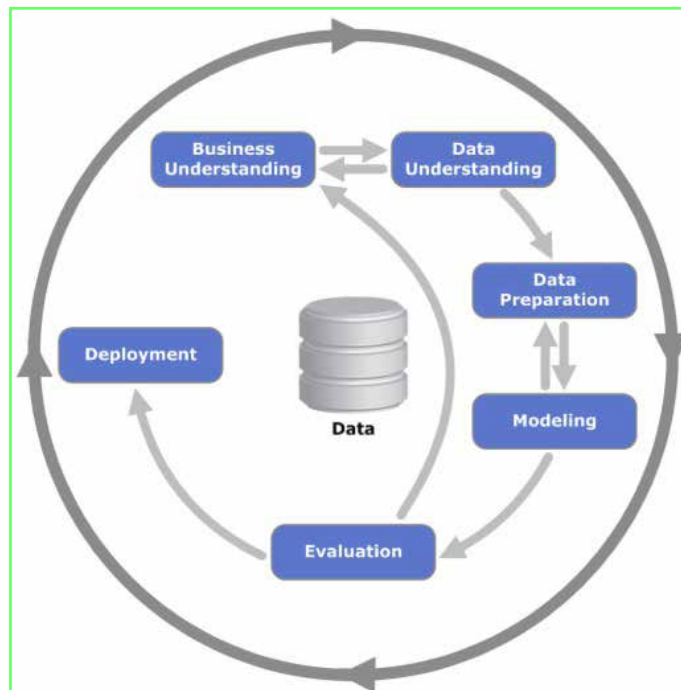 Business
Understanding
Data
Understanding
Data
Preparation
Deployment
Data
Modeling
Evaluation